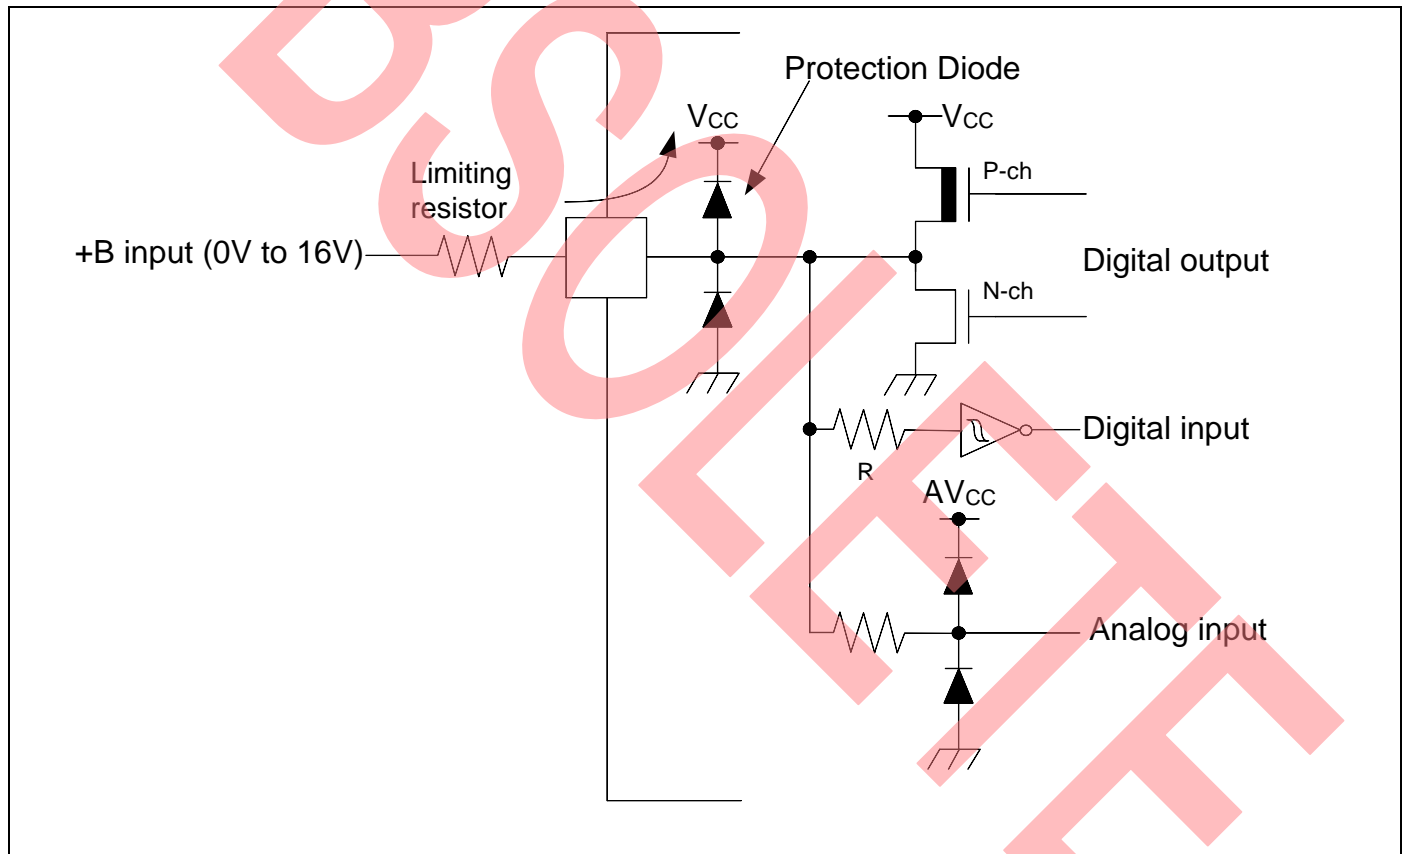 Protection Diode
VCC
VCC
Limiting
resistor
P-ch
+B input (0V to 16V)
Digital output
N-ch
Digital input
R
AVCC
Analog input
BSOLETE